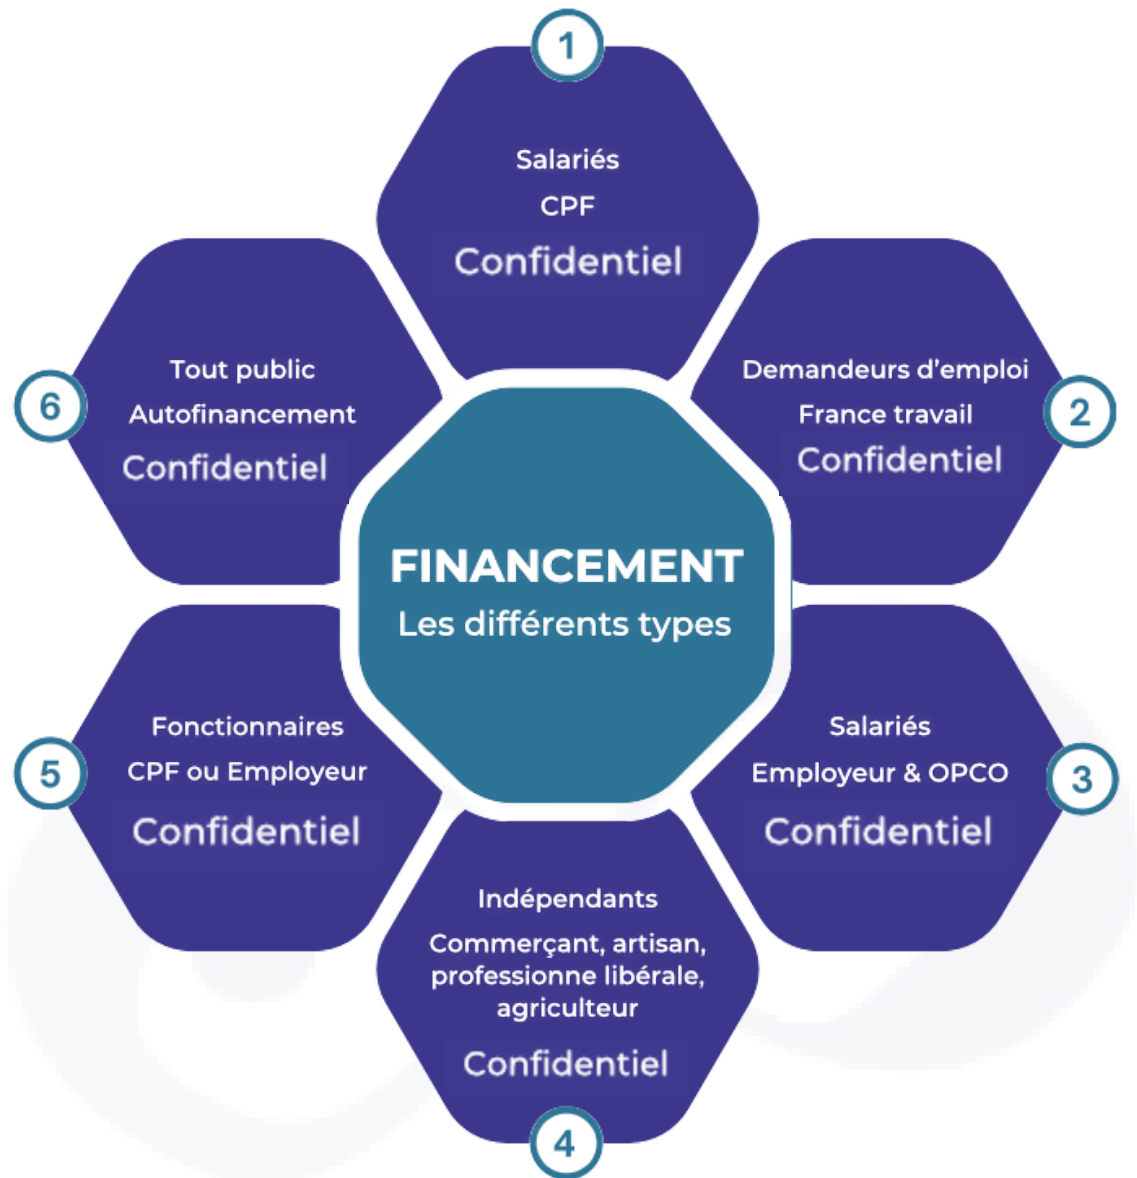 1
Salariés
CPF
Confidentiel
Demandeurs d'emploi
France travail
Confidentiel
2
Salariés
Employeur & OPCO
Confidentiel
3
Indépendants
Commerçant, artisan,
professionne libérale,
agriculteur
Confidentiel
4
Fonctionnaires
CPF ou Employeur
Confidentiel
5
Tout public
Autofinancement
Confidentiel
6
FINANCEMENT
Les différents types